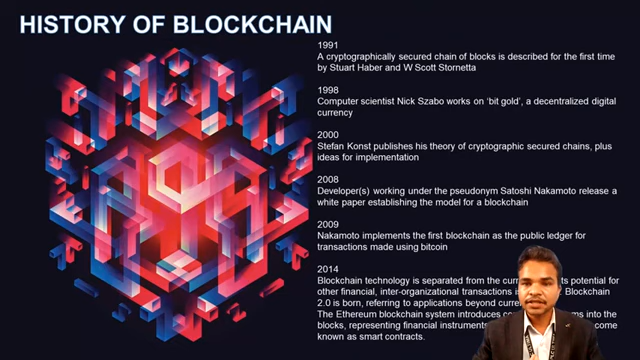 HISTORY OF BLOCKCHAIN
1991
A cryptographically secured chain of blocks is described for the first time
by Stuart Haber and W Scott Stornetta
1998
Computer scientist Nick Szabo works on 'bit gold', a decentralized digital
currency
2000
Stefan Konst publishes his theory of cryptographic secured chains, plus
ideas for implementation
2008
Developer(s) working under the pseudonym Satoshi Nakamoto release a
white paper establishing the model for a blockchain
2009
Nakamoto implements the first blockchain as the public ledger for
transactions made using bitcoin
2014
Blockchain technology is separated from the its potential for
other financial, inter-organizational transactions Blockchain
2.0 is born, referring to applications beyond
The Ethereum blockchain system introduces into the
blocks, representing financial instruments
known as smart contracts.